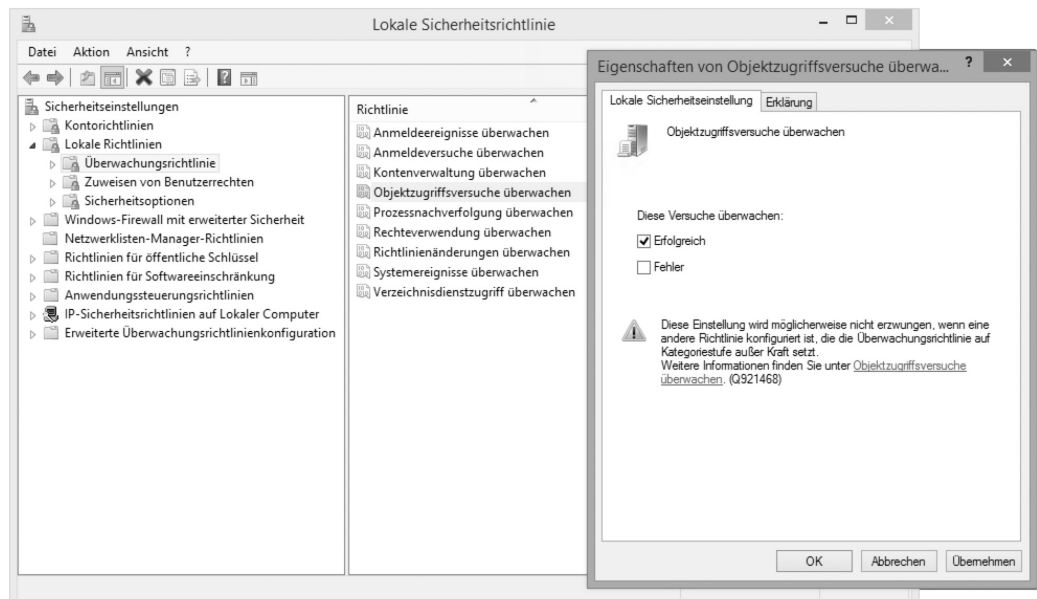 Lokale Sicherheitsrichtlinie
Datei Aktion Ansicht ?
Sicherheitseinstellungen
Kontorichtlinien
Lokale Richtlinien
Überwachungsrichtlinie
Zuweisen von Benutzerrechten
Sicherheitsoptionen
Windows-Firewall mit erweiterter Sicherheit
Netzwerklisten-Manager-Richtlinien
Richtlinien für öffentliche Schlüssel
Richtlinien für Softwareeinschränkung
Anwendungssteuerungsrichtlinien
IP-Sicherheitsrichtlinien auf Lokaler Computer
Erweiterte Überwachungsrichtlinienkonfiguration
Richtlinie
Anmeldeereignisse überwachen
Anmeldeversuche überwachen
Kontenverwaltung überwachen
Objektzugriffsversuche überwachen
Prozessnachverfolgung überwachen
Rechteverwendung überwachen
Richtlinienänderungen überwachen
Systemereignisse überwachen
Verzeichnisdienstzugriff überwachen
Eigenschaften von Objektzugriffsversuche überwa... ? ×
Lokale Sicherheitseinstellung Erklärung
Objektzugriffsversuche überwachen
Diese Versuche überwachen:
Erfolgreich
Fehler
Diese Einstellung wird möglicherweise nicht erzwungen, wenn eine
andere Richtlinie konfiguriert ist, die die Überwachungsrichtlinie auf
Kategoriestufe außer Kraft setzt.
Weitere Informationen finden Sie unter Objektzugriffsversuche
überwachen. (Q921468)
OK Abbrechen Übernehmen